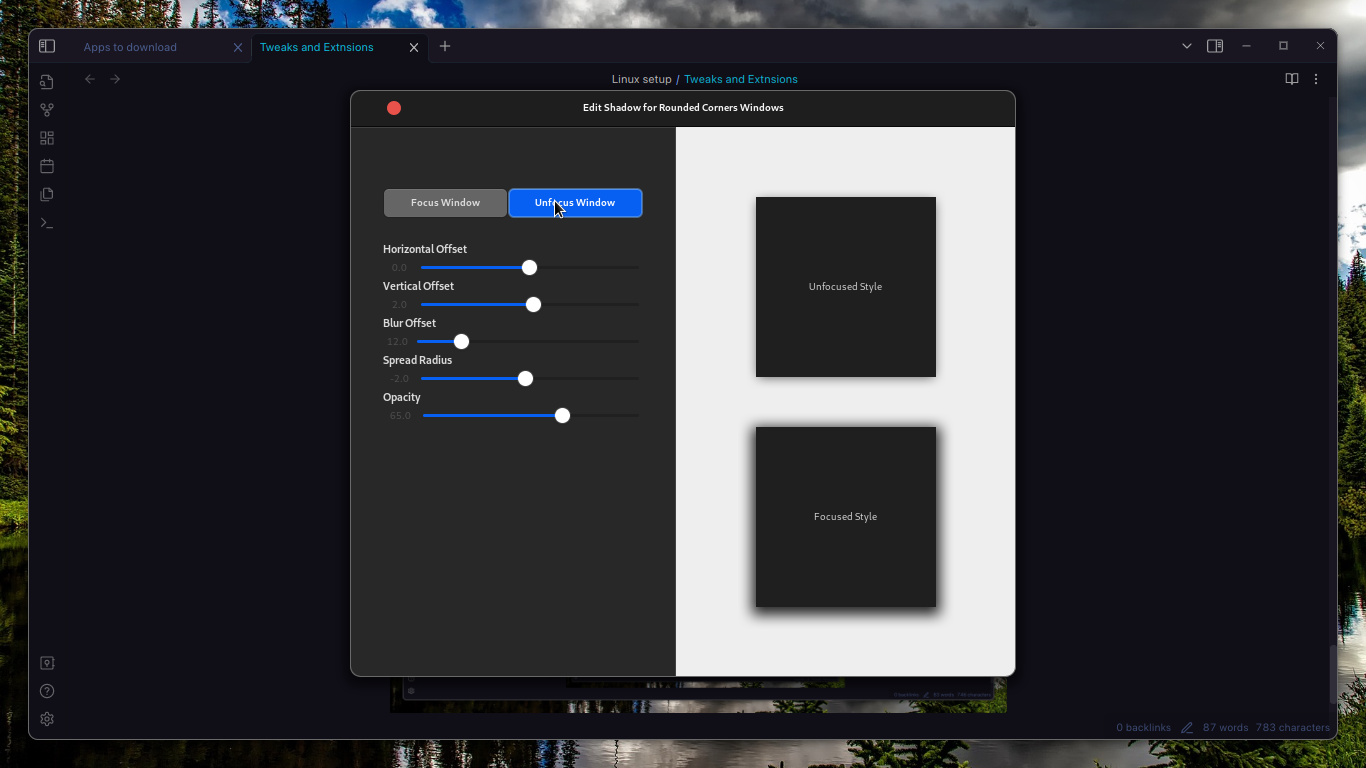 Apps to download
Tweaks and Extnsions
Linux setup / Tweaks and Extnsions
Edit Shadow for Rounded Corners Windows
Focus Window
Unfocus Window
Horizontal Offset
0.0
Vertical Offset
2.0
Blur Offset
12.0
Spread Radius
-2.0
Opacity
65.0
Unfocused Style
Focused Style
0 backlinks
87 words
783 characters